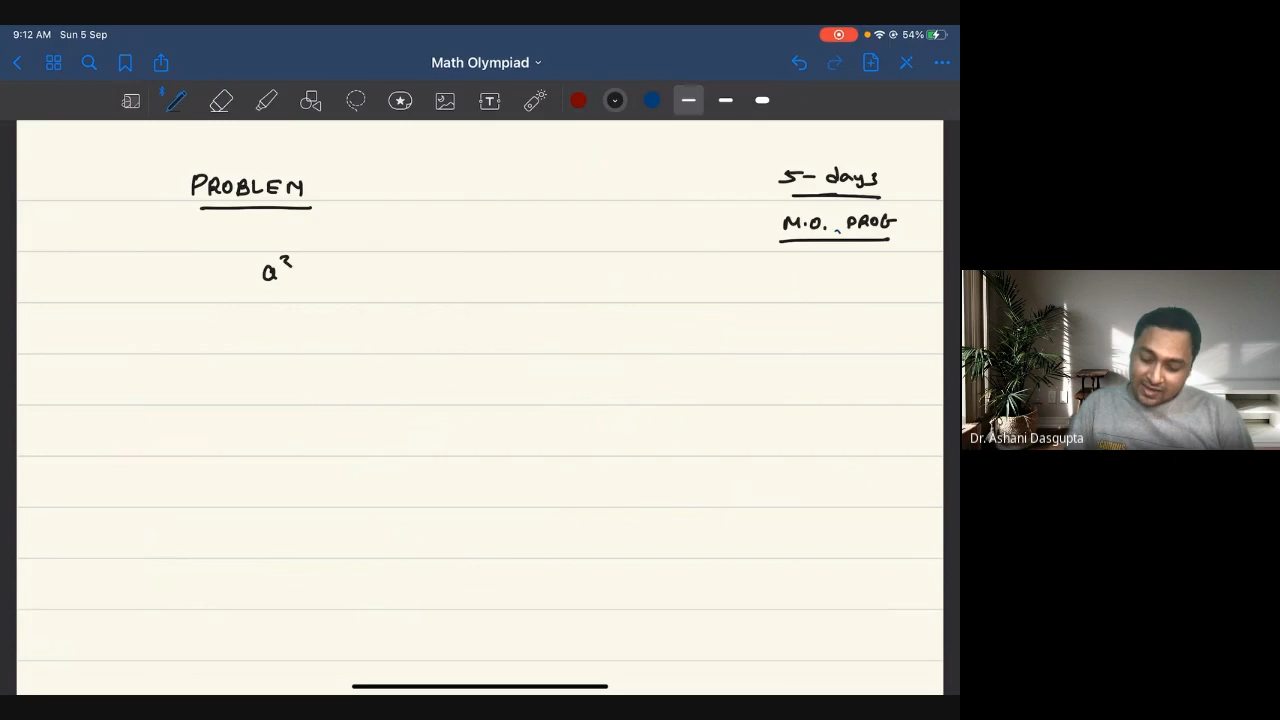 9:12 AM Sun 5 Sep
54%
Math Olympiad
PROBLEM
5- days
M.O. PROG
a²
Dr. Ashani Dasgupta